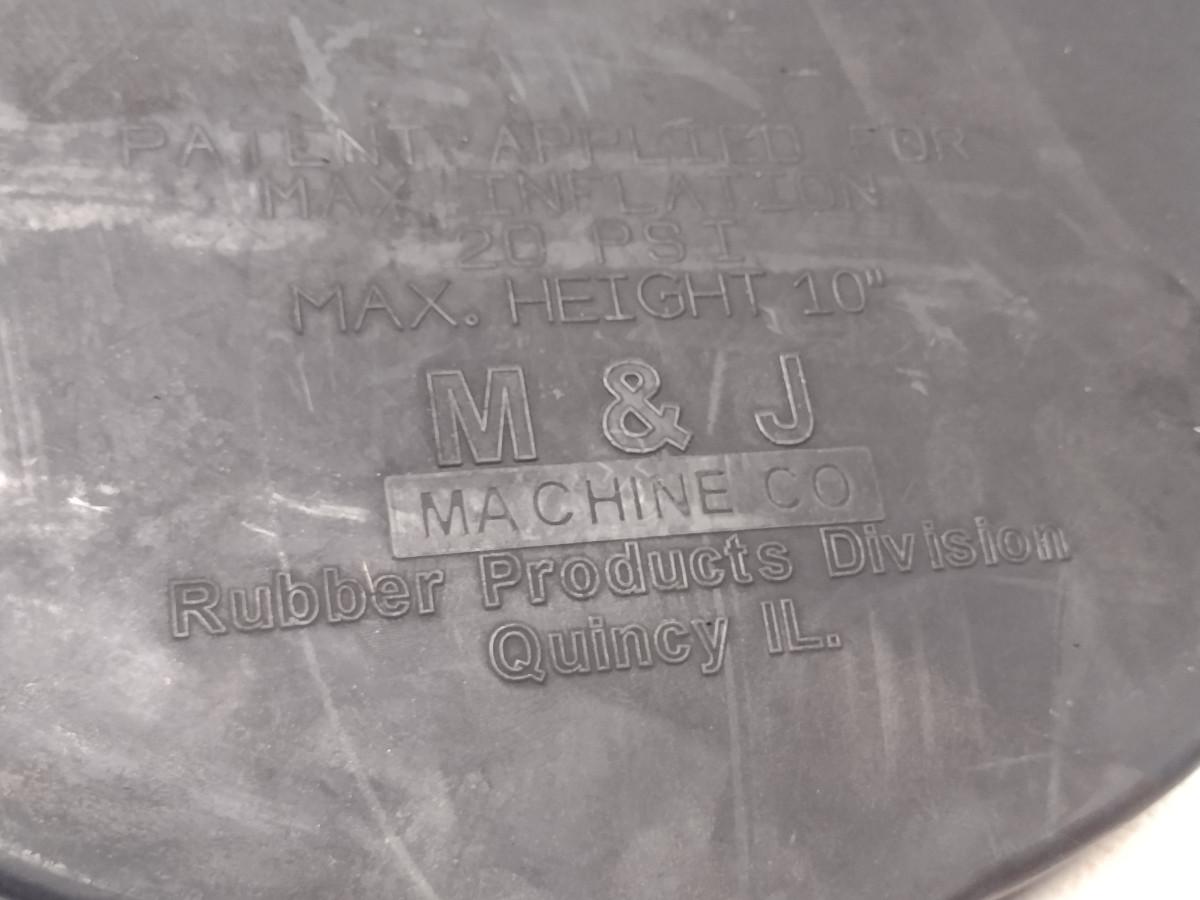 PATENT APPLIED FOR
MAX. INFLATION
20 PSI
MAX. HEIGHT 10"
M & J
MACHINE CO
Rubber Products Division
Quincy IL.